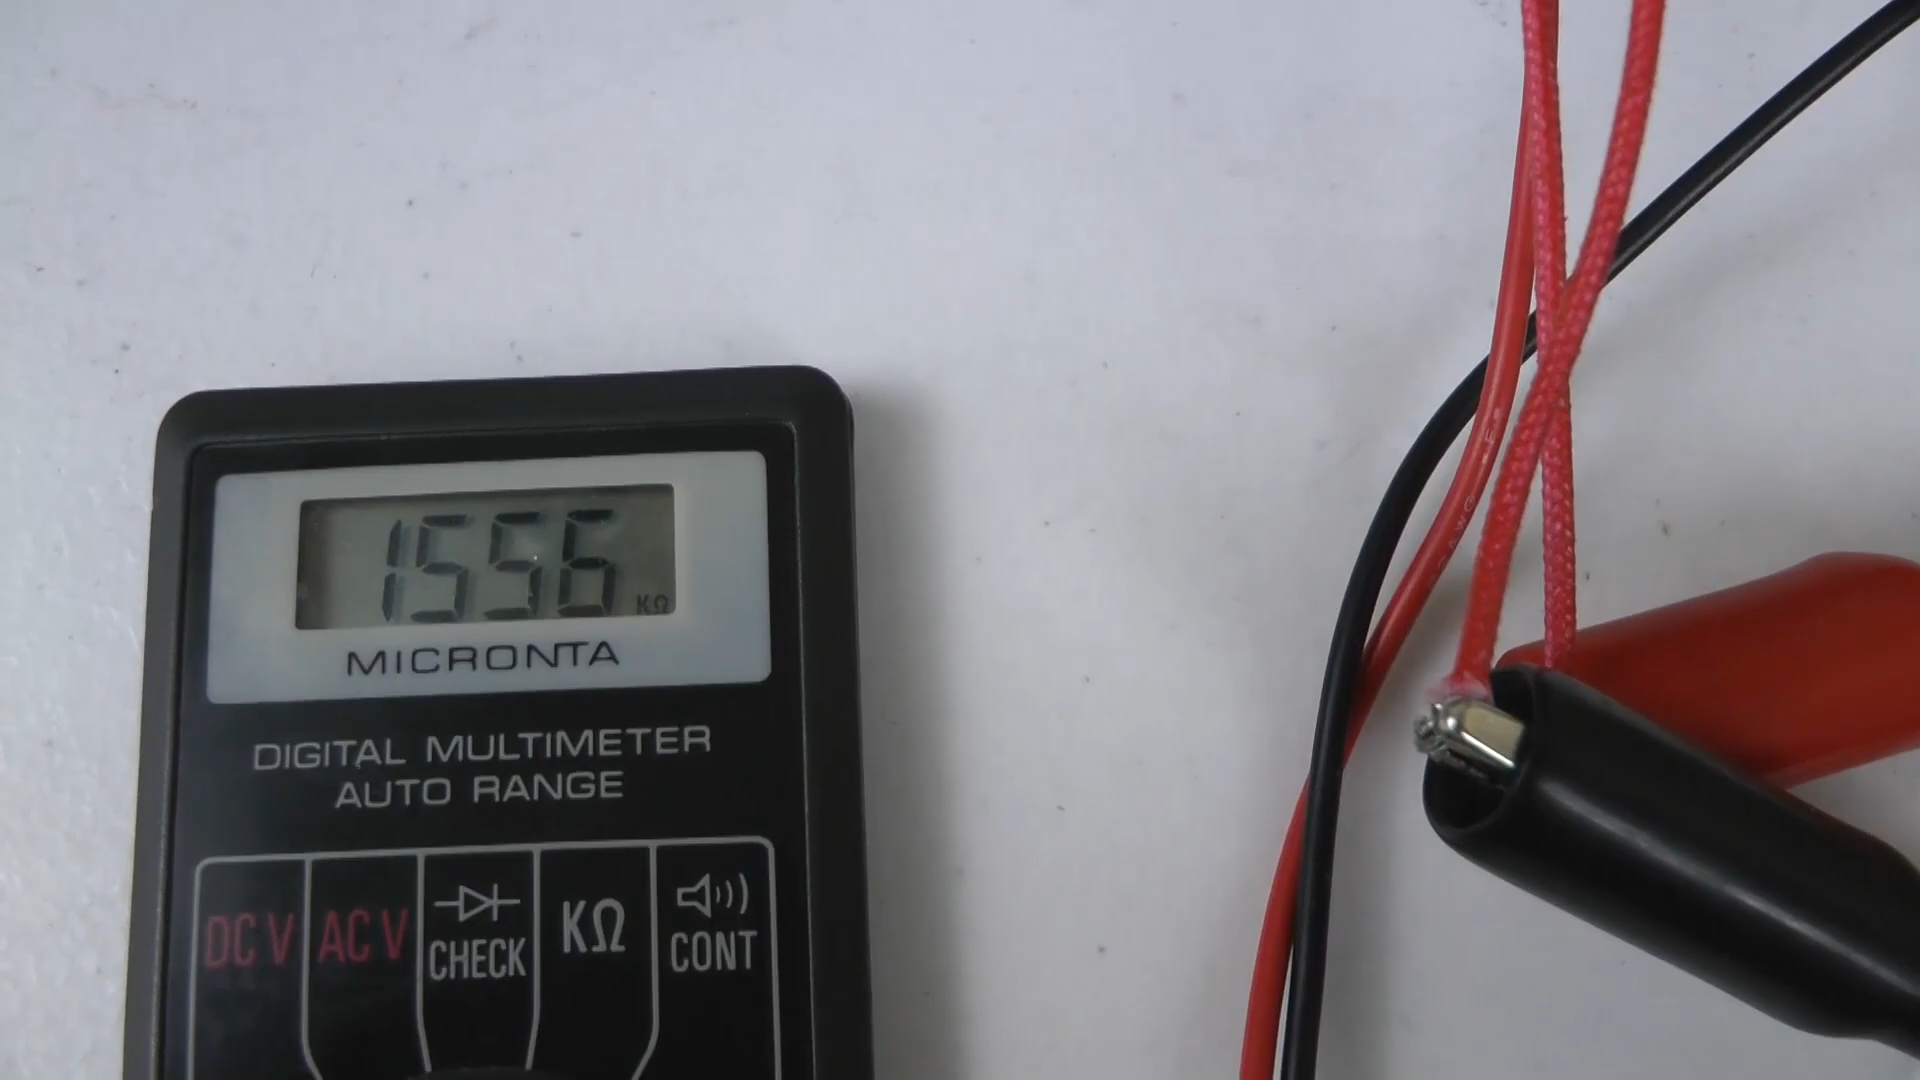 1556 KΩ
MICRONTA
DIGITAL MULTIMETER
AUTO RANGE
DC V
AC V
CHECK
KΩ
CONT